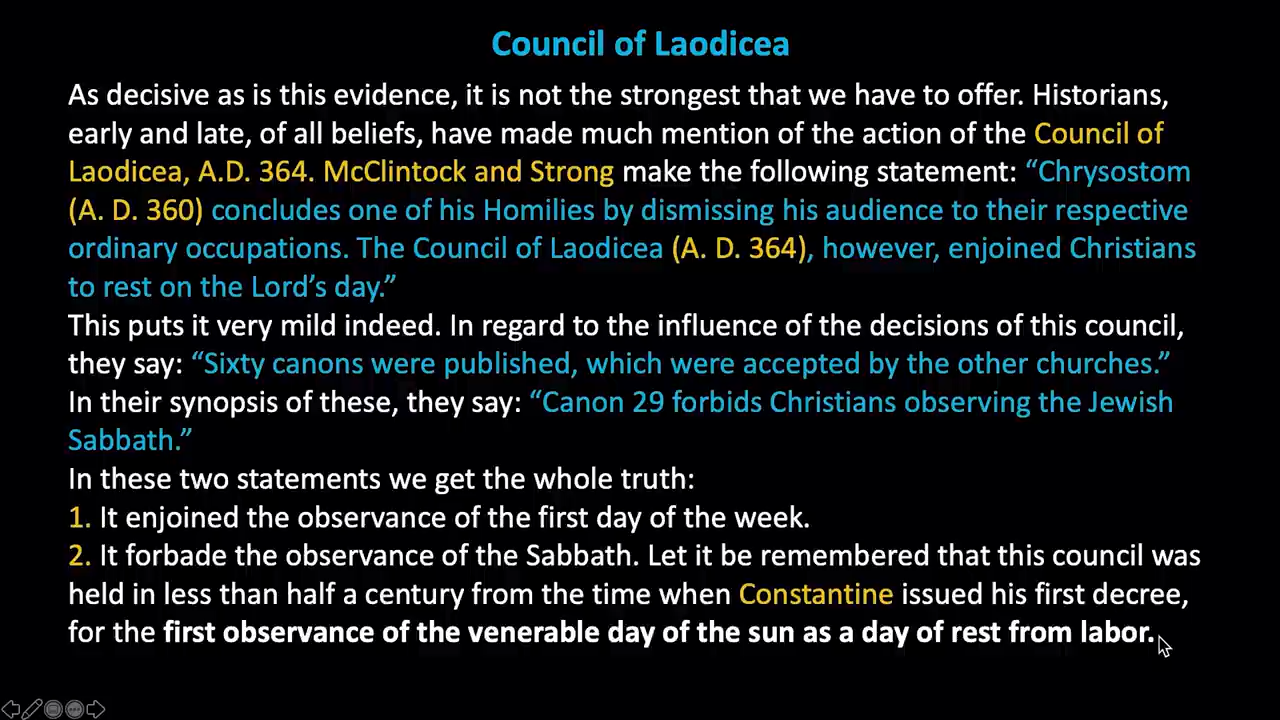 Council of Laodicea
As decisive as is this evidence, it is not the strongest that we have to offer. Historians,
early and late, of all beliefs, have made much mention of the action of the Council of
Laodicea, A.D. 364. McClintock and Strong make the following statement: “Chrysostom
(A. D. 360) concludes one of his Homilies by dismissing his audience to their respective
ordinary occupations. The Council of Laodicea (A. D. 364), however, enjoined Christians
to rest on the Lord’s day.”
This puts it very mild indeed. In regard to the influence of the decisions of this council,
they say: “Sixty canons were published, which were accepted by the other churches.”
In their synopsis of these, they say: “Canon 29 forbids Christians observing the Jewish
Sabbath.”
In these two statements we get the whole truth:
1. It enjoined the observance of the first day of the week.
2. It forbade the observance of the Sabbath. Let it be remembered that this council was
held in less than half a century from the time when Constantine issued his first decree,
for the first observance of the venerable day of the sun as a day of rest from labor.